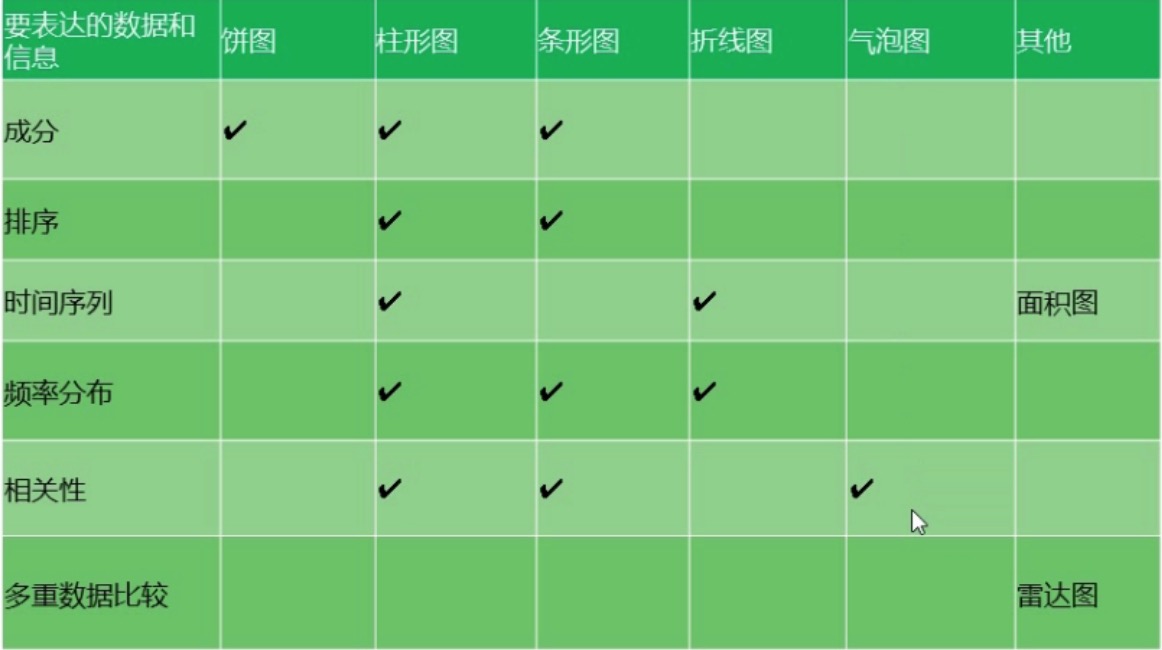 要表达的数据和
信息
饼图 柱形图 条形图 折线图 气泡图 其他
成分 ✔ ✔ ✔
排序 ✔ ✔
时间序列 ✔ ✔ 面积图
频率分布 ✔ ✔ ✔
相关性 ✔ ✔ ✔
多重数据比较 雷达图